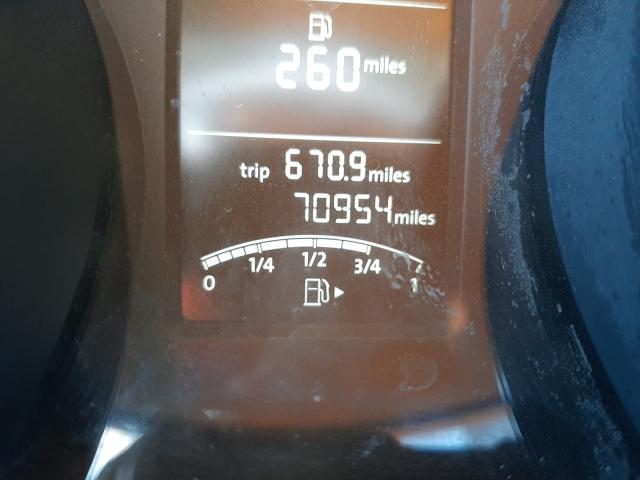 260 miles
trip 670.9 miles
70954 miles
0 1/4 1/2 3/4 1